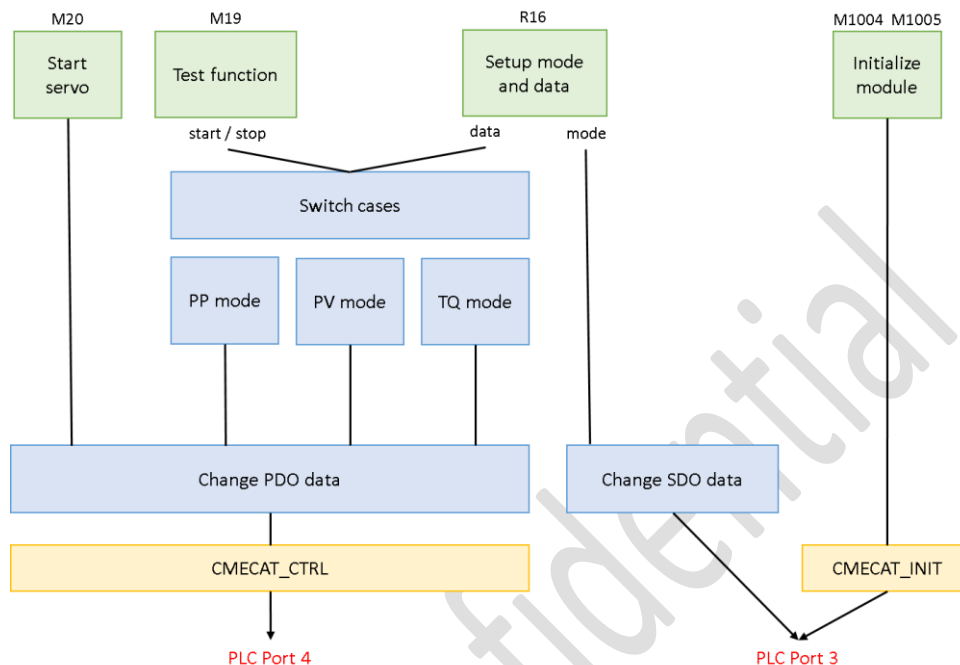 M20
M19
R16
M1004 M1005
Start
servo
Test function
Setup mode
and data
Initialize
module
start / stop
data
mode
Switch cases
PP mode
PV mode
TQ mode
Change PDO data
Change SDO data
CMECAT_CTRL
CMECAT_INIT
PLC Port 4
PLC Port 3
fidential